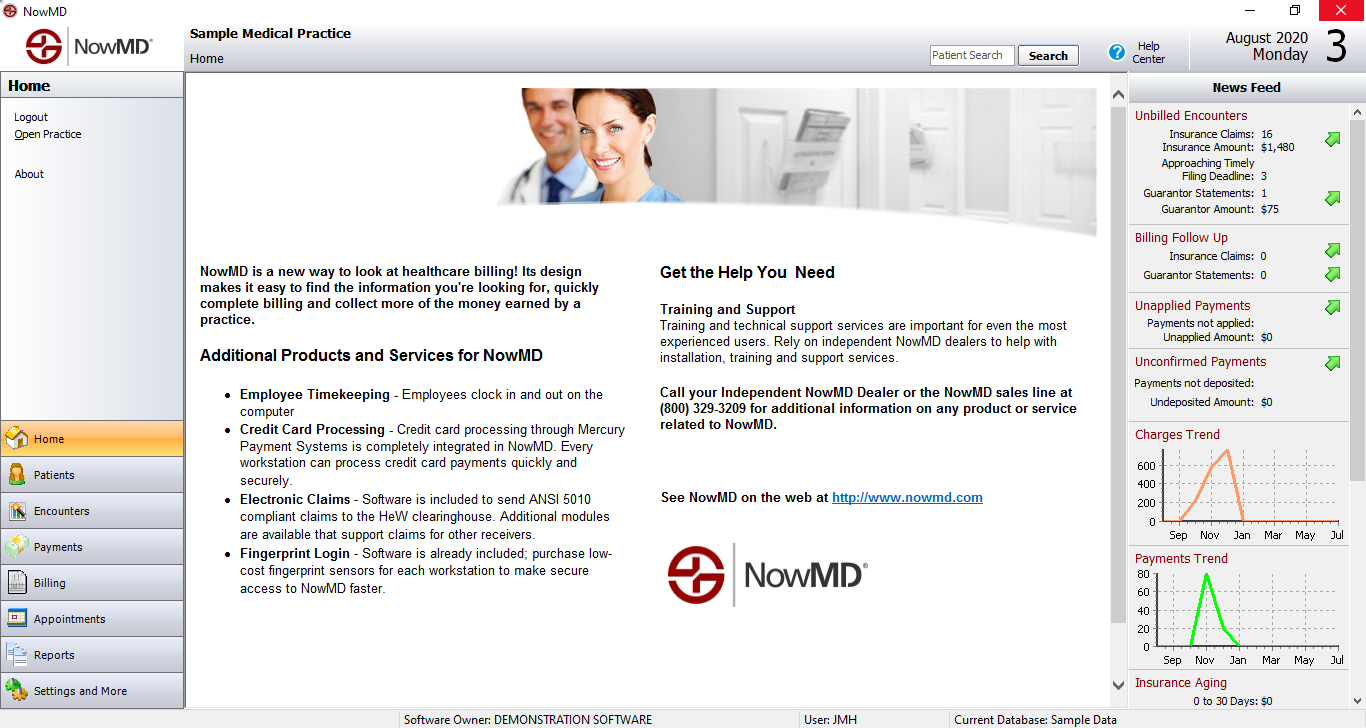 NowMD
NowMD®
Sample Medical Practice
Home
Patient Search
Search
Help
Center
August 2020
Monday
3
Home
Logout
Open Practice
About
Home
Patients
Encounters
Payments
Billing
Appointments
Reports
Settings and More
NowMD is a new way to look at healthcare billing! Its design
makes it easy to find the information you're looking for, quickly
complete billing and collect more of the money earned by a
practice.
Additional Products and Services for NowMD
• Employee Timekeeping - Employees clock in and out on the
computer
• Credit Card Processing - Credit card processing through Mercury
Payment Systems is completely integrated in NowMD. Every
workstation can process credit card payments quickly and
securely.
• Electronic Claims - Software is included to send ANSI 5010
compliant claims to the HeW clearinghouse. Additional modules
are available that support claims for other receivers.
• Fingerprint Login - Software is already included; purchase low-
cost fingerprint sensors for each workstation to make secure
access to NowMD faster.
Get the Help You Need
Training and Support
Training and technical support services are important for even the most
experienced users. Rely on independent NowMD dealers to help with
installation, training and support services.
Call your Independent NowMD Dealer or the NowMD sales line at
(800) 329-3209 for additional information on any product or service
related to NowMD.
See NowMD on the web at http://www.nowmd.com
NowMD®
News Feed
Unbilled Encounters
Insurance Claims: 16
Insurance Amount: $1,480
Approaching Timely
Filing Deadline: 3
Guarantor Statements: 1
Guarantor Amount: $75
Billing Follow Up
Insurance Claims: 0
Guarantor Statements: 0
Unapplied Payments
Payments not applied:
Unapplied Amount: $0
Unconfirmed Payments
Payments not deposited:
Undeposited Amount: $0
Charges Trend
600
400
200
0
Sep Nov Jan Mar May Jul
Payments Trend
80
60
40
20
0
Sep Nov Jan Mar May Jul
Insurance Aging
0 to 30 Days: $0
Software Owner: DEMONSTRATION SOFTWARE
User: JMH
Current Database: Sample Data